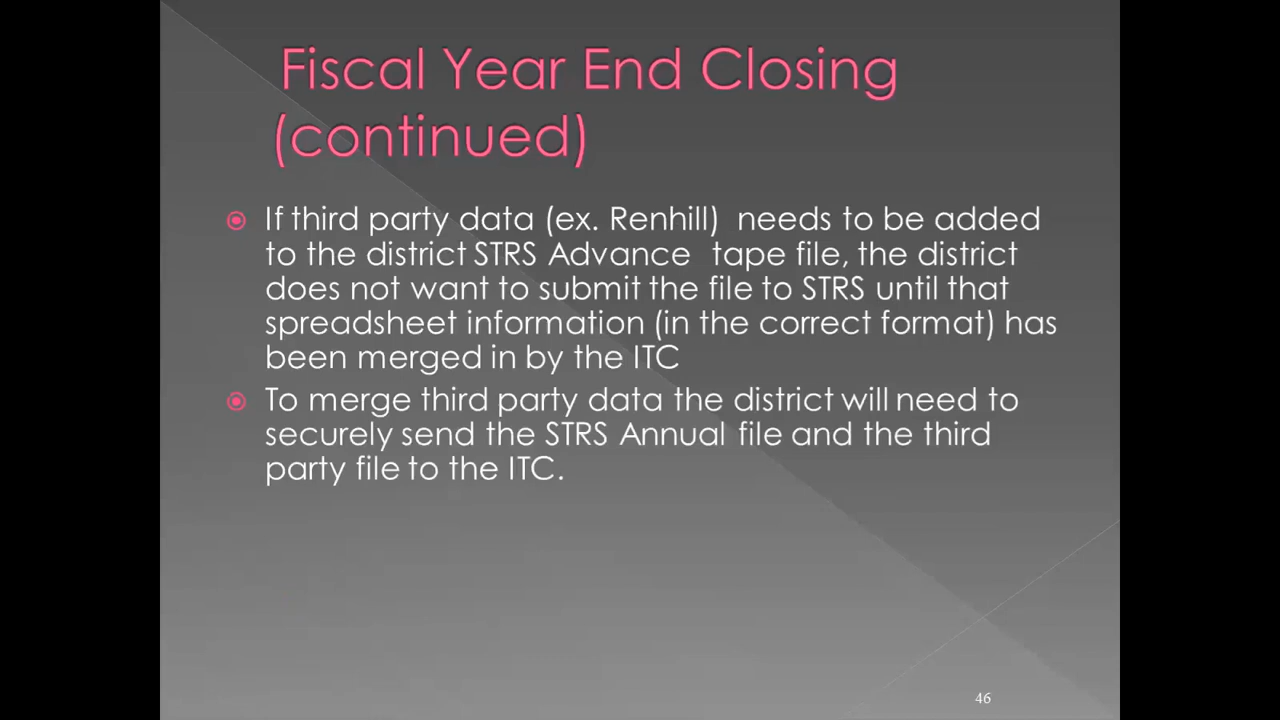 Fiscal Year End Closing
(continued)
If third party data (ex. Renhill)  needs to be added
to the district STRS Advance  tape file, the district
does not want to submit the file to STRS until that
spreadsheet information (in the correct format) has
been merged in by the ITC
To merge third party data the district will need to
securely send the STRS Annual file and the third
party file to the ITC.
46